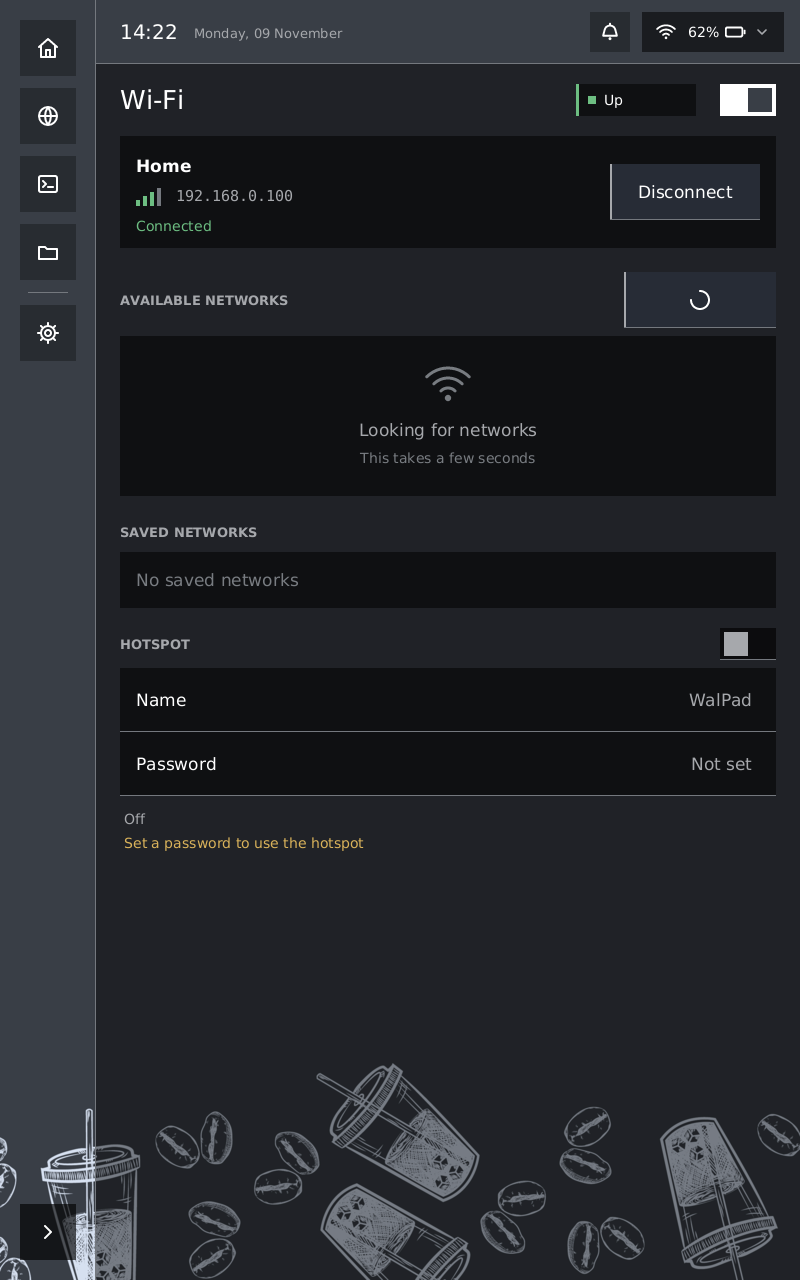 14:22 Monday, 09 November 62%
Wi-Fi Up
Home
192.168.0.100
Connected
Disconnect
AVAILABLE NETWORKS
Looking for networks
This takes a few seconds
SAVED NETWORKS
No saved networks
HOTSPOT
Name WalPad
Password Not set
Off
Set a password to use the hotspot